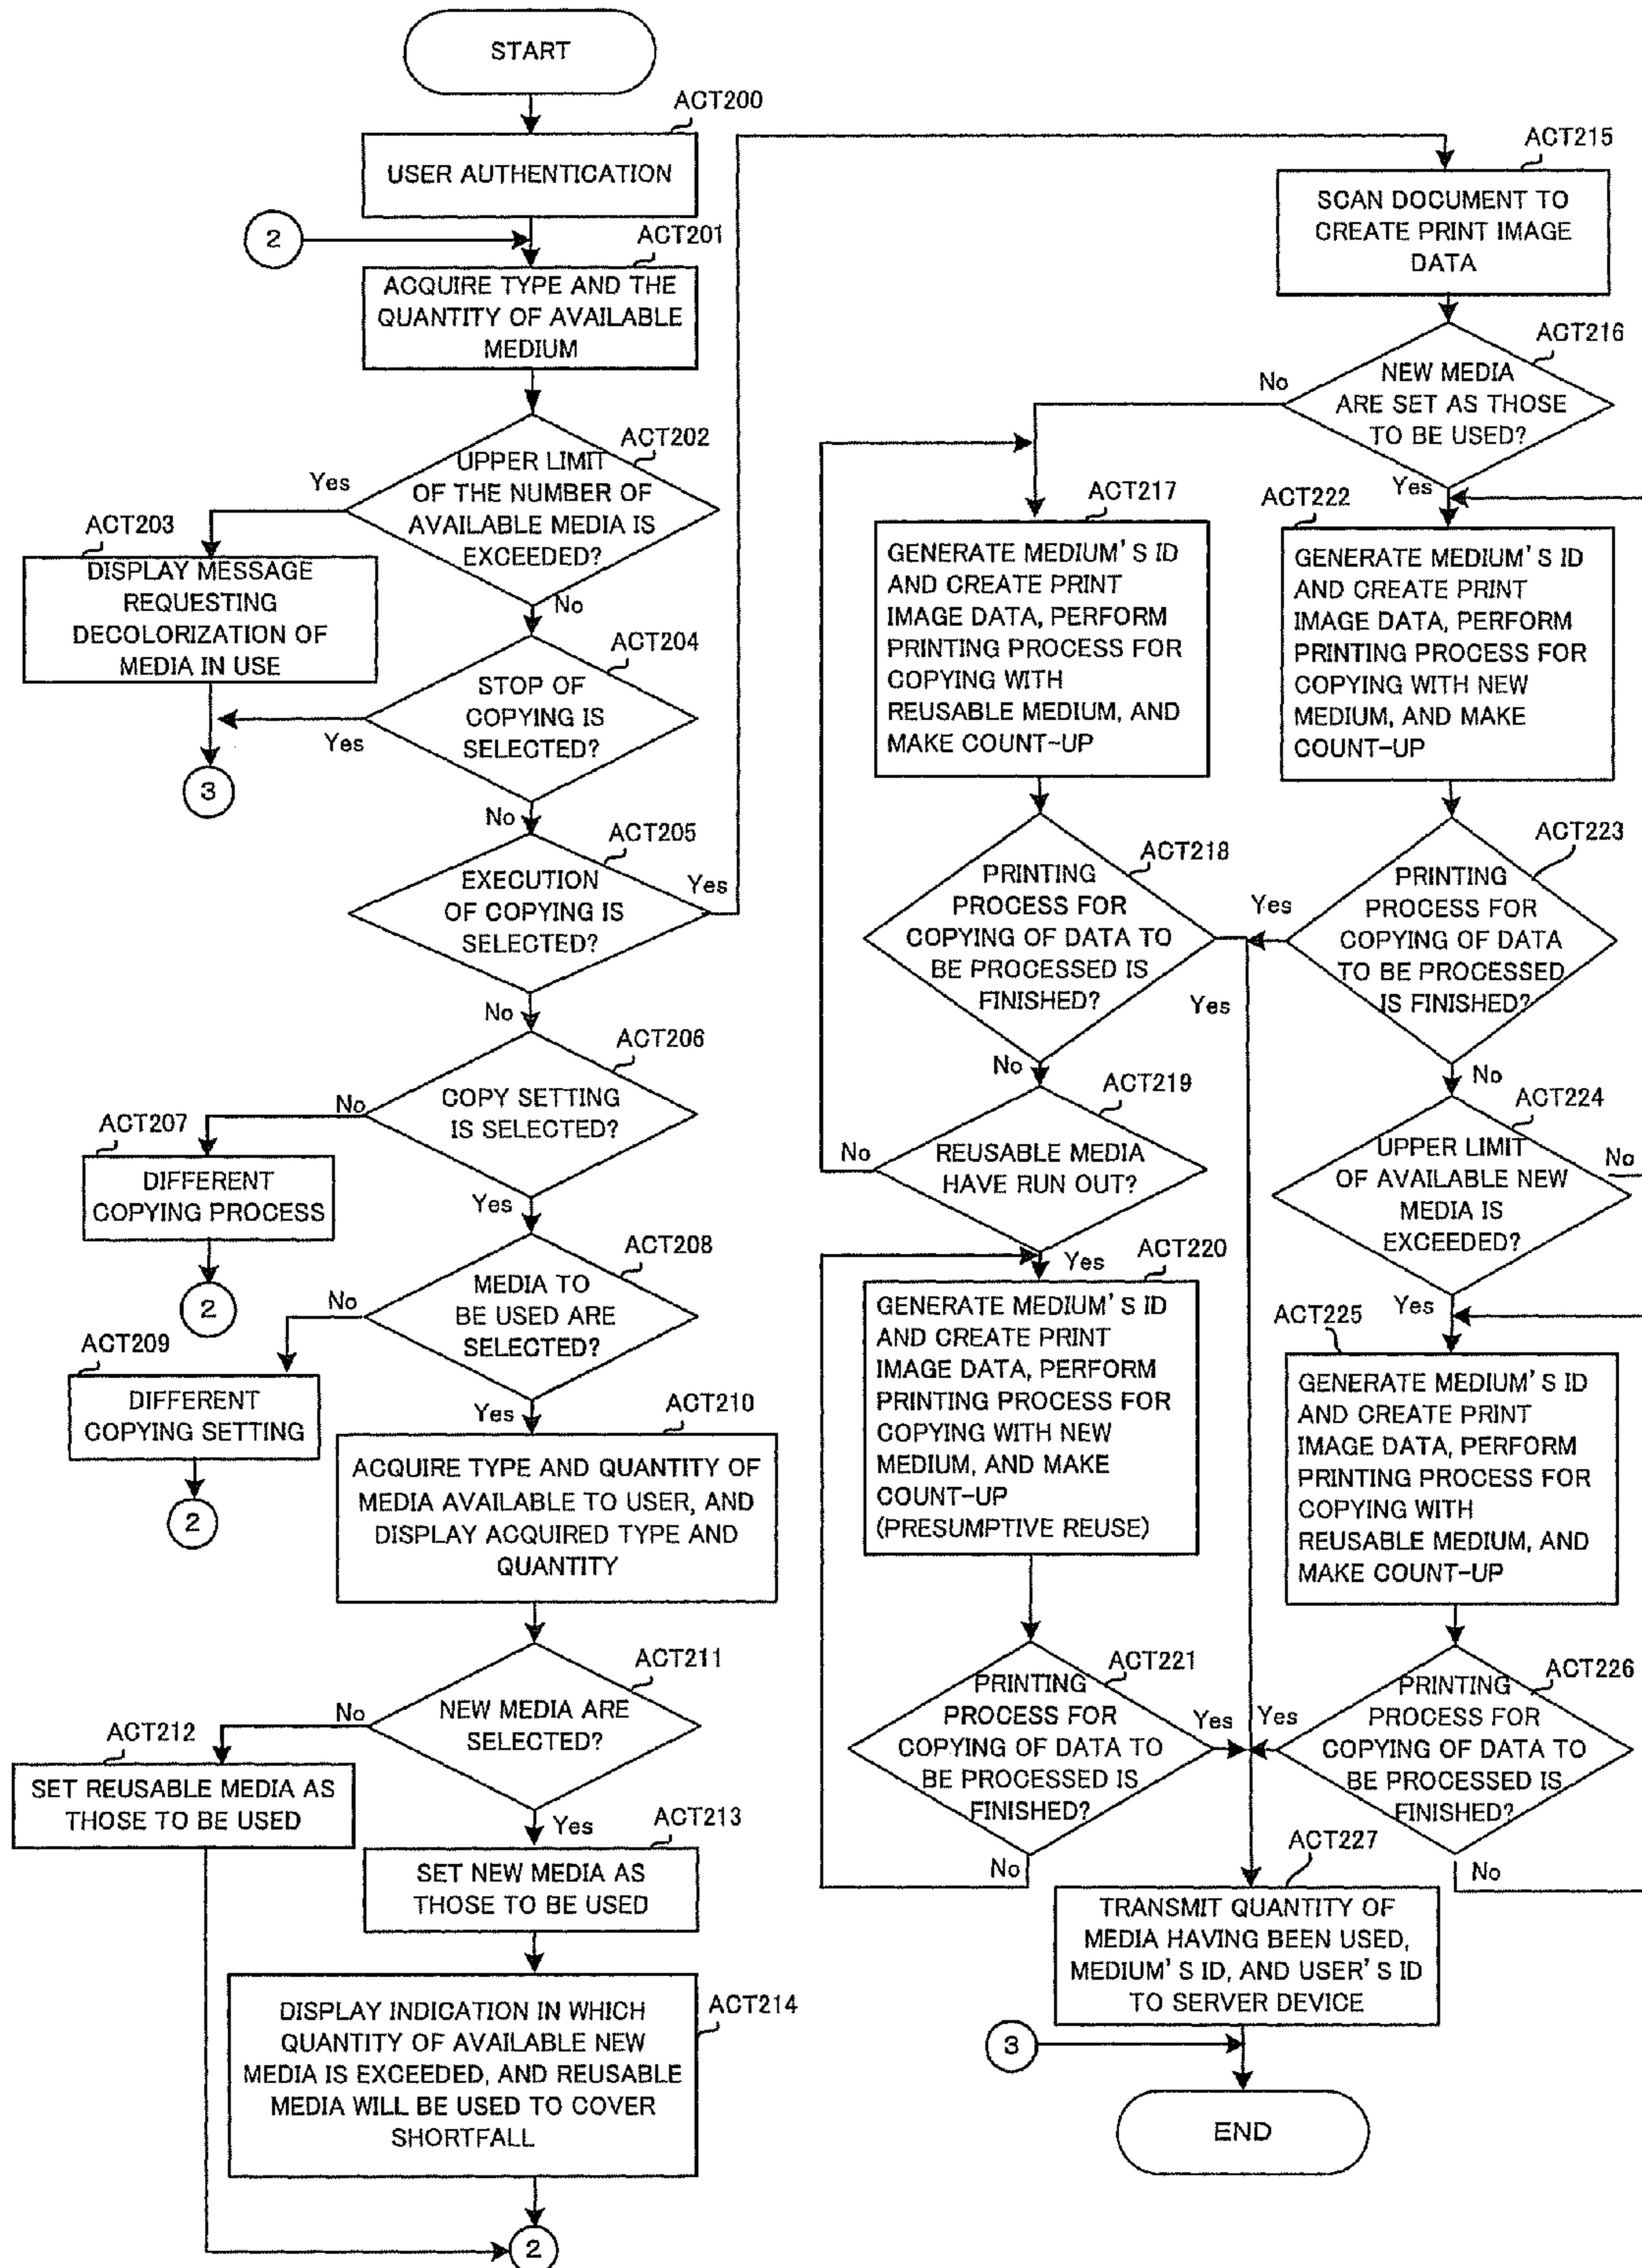 START
ACT200
USER AUTHENTICATION
2
ACT201
ACQUIRE TYPE AND THE
QUANTITY OF AVAILABLE
MEDIUM
ACT202
UPPER LIMIT
OF THE NUMBER OF
AVAILABLE MEDIA IS
EXCEEDED?
Yes
No
ACT203
DISPLAY MESSAGE
REQUESTING
DECOLORIZATION OF
MEDIA IN USE
ACT204
STOP OF
COPYING IS
SELECTED?
Yes
3
No
ACT205
EXECUTION
OF COPYING IS
SELECTED?
Yes
No
ACT206
COPY SETTING
IS SELECTED?
No
ACT207
DIFFERENT
COPYING PROCESS
2
Yes
ACT208
MEDIA TO
BE USED ARE
SELECTED?
No
ACT209
DIFFERENT
COPYING SETTING
2
Yes
ACT210
ACQUIRE TYPE AND QUANTITY OF
MEDIA AVAILABLE TO USER, AND
DISPLAY ACQUIRED TYPE AND
QUANTITY
ACT211
NEW MEDIA ARE
SELECTED?
No
ACT212
SET REUSABLE MEDIA AS
THOSE TO BE USED
Yes
ACT213
SET NEW MEDIA AS
THOSE TO BE USED
ACT214
DISPLAY INDICATION IN WHICH
QUANTITY OF AVAILABLE NEW
MEDIA IS EXCEEDED, AND REUSABLE
MEDIA WILL BE USED TO COVER
SHORTFALL
2
ACT215
SCAN DOCUMENT TO
CREATE PRINT IMAGE
DATA
ACT216
NEW MEDIA
ARE SET AS THOSE
TO BE USED?
No
Yes
ACT217
GENERATE MEDIUM'S ID
AND CREATE PRINT
IMAGE DATA, PERFORM
PRINTING PROCESS FOR
COPYING WITH
REUSABLE MEDIUM, AND
MAKE COUNT-UP
ACT218
PRINTING
PROCESS FOR
COPYING OF DATA TO
BE PROCESSED IS
FINISHED?
Yes
No
ACT219
REUSABLE MEDIA
HAVE RUN OUT?
No
Yes
ACT220
GENERATE MEDIUM'S ID
AND CREATE PRINT
IMAGE DATA, PERFORM
PRINTING PROCESS FOR
COPYING WITH NEW
MEDIUM, AND MAKE
COUNT-UP
(PRESUMPTIVE REUSE)
ACT221
PRINTING
PROCESS FOR
COPYING OF DATA TO
BE PROCESSED IS
FINISHED?
Yes
No
ACT222
GENERATE MEDIUM'S ID
AND CREATE PRINT
IMAGE DATA, PERFORM
PRINTING PROCESS FOR
COPYING WITH NEW
MEDIUM, AND MAKE
COUNT-UP
ACT223
PRINTING
PROCESS FOR
COPYING OF DATA
TO BE PROCESSED
IS FINISHED?
Yes
No
ACT224
UPPER LIMIT
OF AVAILABLE NEW
MEDIA IS
EXCEEDED?
No
Yes
ACT225
GENERATE MEDIUM'S ID
AND CREATE PRINT
IMAGE DATA, PERFORM
PRINTING PROCESS FOR
COPYING WITH
REUSABLE MEDIUM, AND
MAKE COUNT-UP
ACT226
PRINTING
PROCESS FOR
COPYING OF DATA TO
BE PROCESSED IS
FINISHED?
Yes
No
ACT227
TRANSMIT QUANTITY OF
MEDIA HAVING BEEN USED,
MEDIUM'S ID, AND USER'S ID
TO SERVER DEVICE
3
END